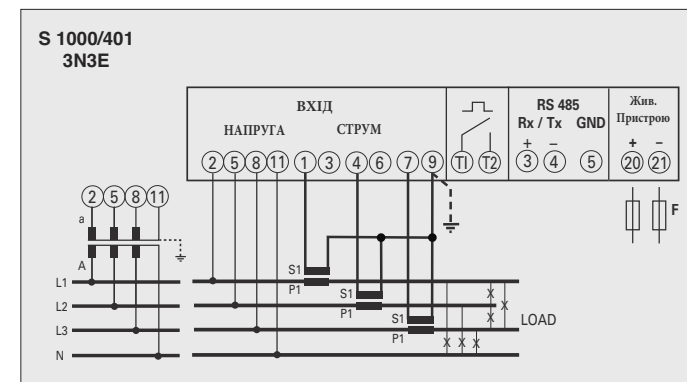 S 1000/401
3N3E
ВХІД
НАПРУГА СТРУМ
RS 485
Rx / Tx GND
+ –
Жив.
Пристрою
+ –
2 5 8 11 1 3 4 6 7 9 T1 T2 3 4 5 20 21
F
2 5 8 11
a
A
S1
P1
S1
P1
S1
P1
L1
L2
L3
N
LOAD